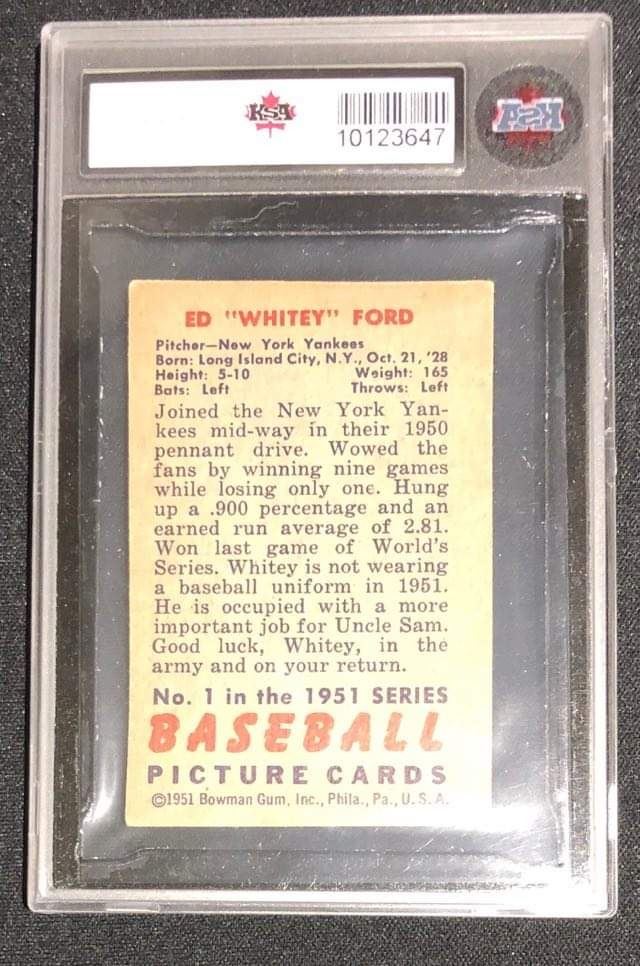 KSA
10123647
KSA
ED "WHITEY" FORD
Pitcher—New York Yankees
Born: Long Island City, N.Y., Oct. 21, '28
Height: 5-10 Weight: 165
Bats: Left Throws: Left
Joined the New York Yan-
kees mid-way in their 1950
pennant drive. Wowed the
fans by winning nine games
while losing only one. Hung
up a .900 percentage and an
earned run average of 2.81.
Won last game of World's
Series. Whitey is not wearing
a baseball uniform in 1951.
He is occupied with a more
important job for Uncle Sam.
Good luck, Whitey, in the
army and on your return.
No. 1 in the 1951 SERIES
BASEBALL
PICTURE CARDS
©1951 Bowman Gum, Inc., Phila., Pa., U. S. A.